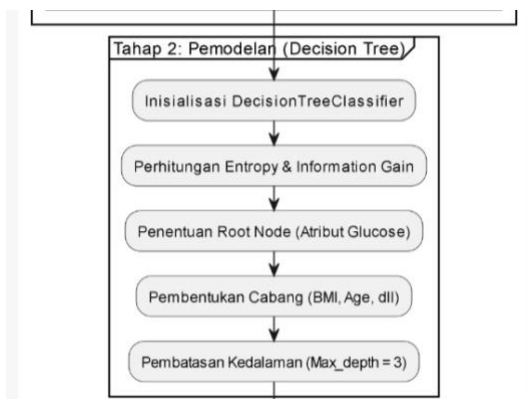 Tahap 2: Pemodelan (Decision Tree)
Inisialisasi DecisionTreeClassifier
Perhitungan Entropy & Information Gain
Penentuan Root Node (Atribut Glucose)
Pembentukan Cabang (BMI, Age, dll)
Pembatasan Kedalaman (Max_depth = 3)